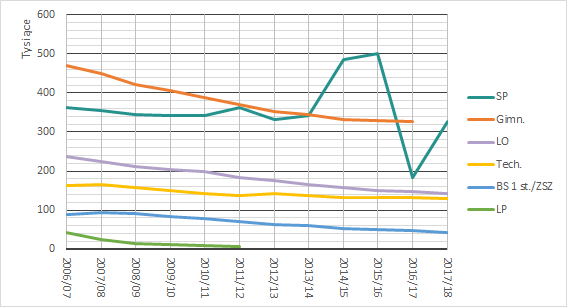 Tysiące
600
500
400
300
200
100
0
2006/07
2007/08
2008/09
2009/10
2010/11
2011/12
2012/13
2013/14
2014/15
2015/16
2016/17
2017/18
SP
Gimn.
LO
Tech.
BS 1 st./ZSZ
LP